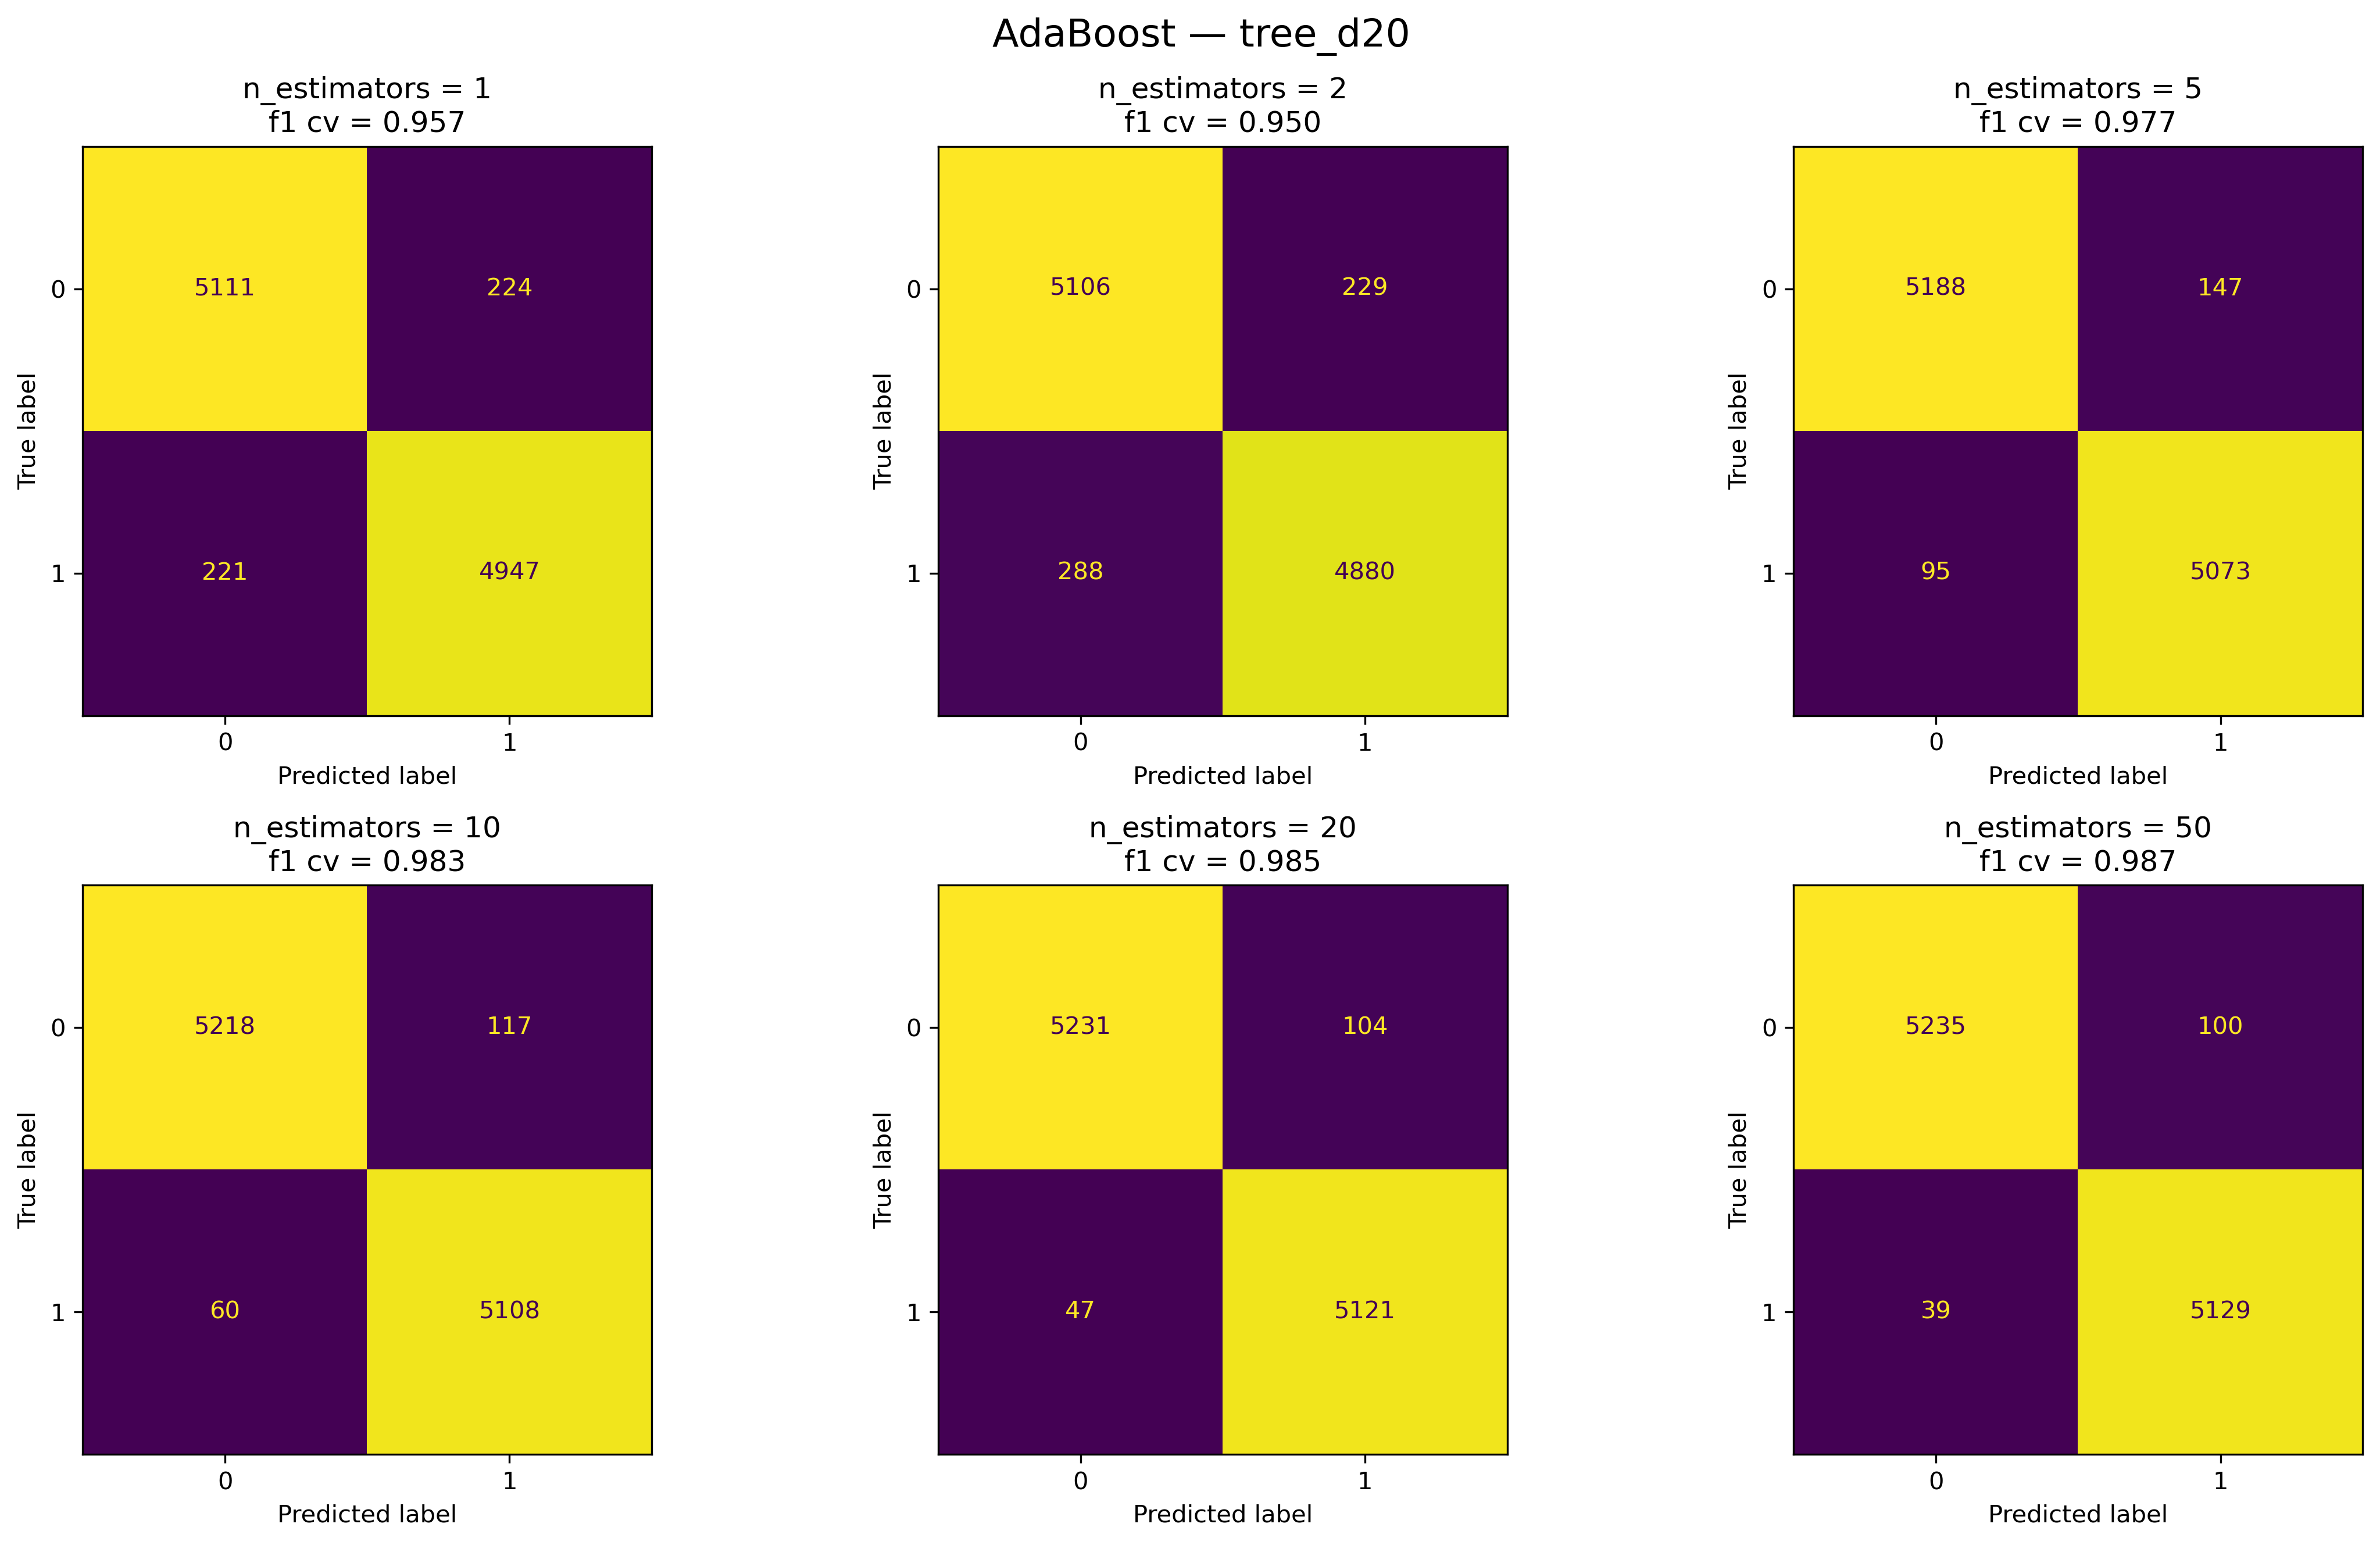 AdaBoost — tree_d20
n_estimators = 1
f1 cv = 0.957
True label
0
5111
224
1
221
4947
0
1
Predicted label
n_estimators = 2
f1 cv = 0.950
True label
0
5106
229
1
288
4880
0
1
Predicted label
n_estimators = 5
f1 cv = 0.977
True label
0
5188
147
1
95
5073
0
1
Predicted label
n_estimators = 10
f1 cv = 0.983
True label
0
5218
117
1
60
5108
0
1
Predicted label
n_estimators = 20
f1 cv = 0.985
True label
0
5231
104
1
47
5121
0
1
Predicted label
n_estimators = 50
f1 cv = 0.987
True label
0
5235
100
1
39
5129
0
1
Predicted label